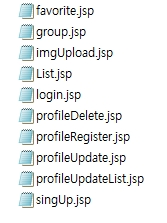 favorite.jsp
group.jsp
imgUpload.jsp
List.jsp
login.jsp
profileDelete.jsp
profileRegister.jsp
profileUpdate.jsp
profileUpdateList.jsp
singUp.jsp